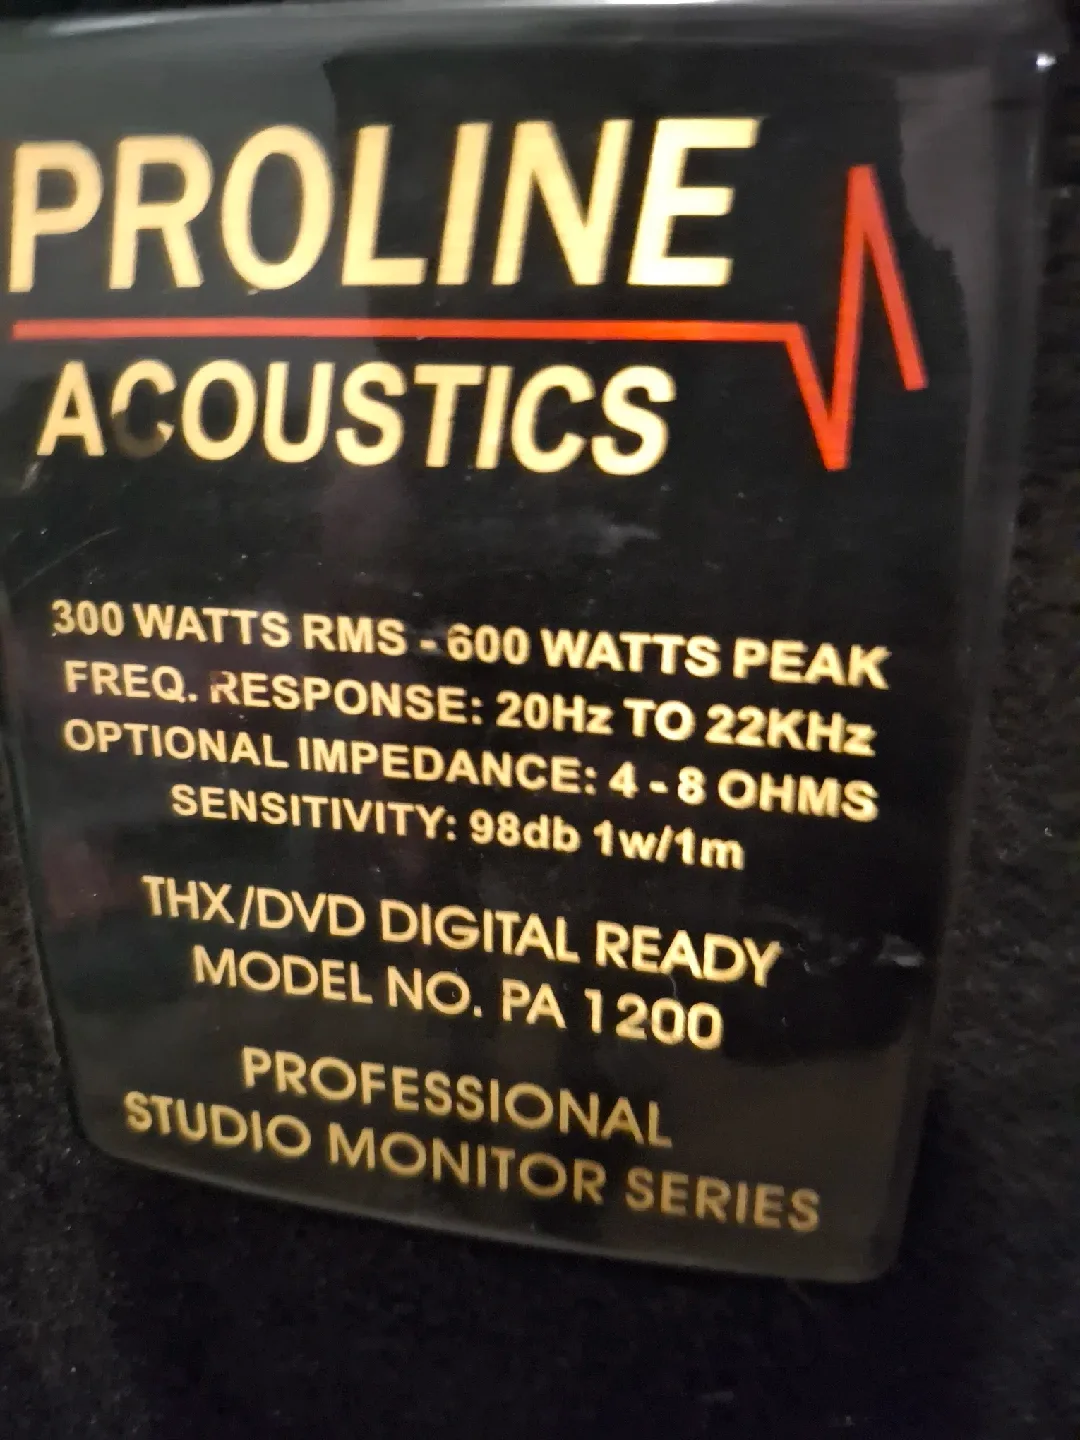 PROLINE
ACOUSTICS
300 WATTS RMS - 600 WATTS PEAK
FREQ. RESPONSE: 20Hz TO 22KHz
OPTIONAL IMPEDANCE: 4 - 8 OHMS
SENSITIVITY: 98db 1w/1m
THX/DVD DIGITAL READY
MODEL NO. PA 1200
PROFESSIONAL
STUDIO MONITOR SERIES